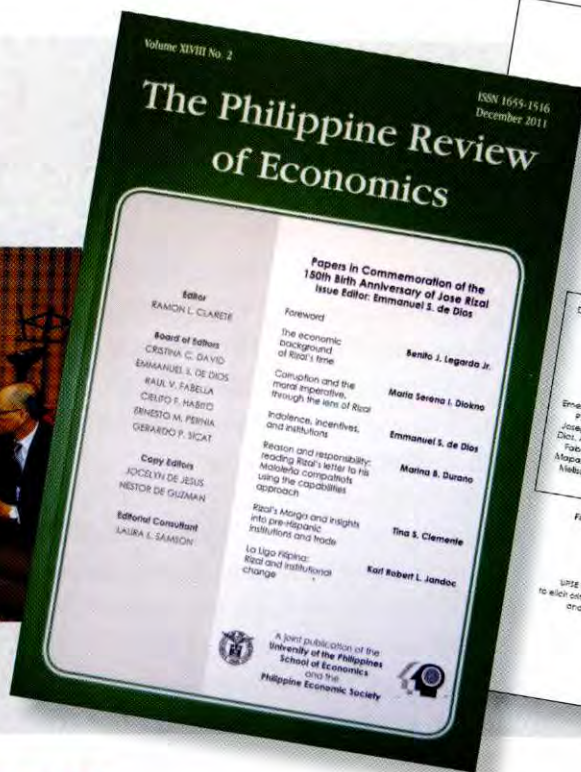 Volume XLVIII No. 2
ISSN 1655-1516
December 2011
The Philippine Review
of Economics
Editor
RAMON L. CLARETE
Board of Editors
CRISTINA C. DAVID
EMMANUEL S. DE DIOS
RAUL V. FABELLA
CIELITO F. HABITO
ERNESTO M. PERNIA
GERARDO P. SICAT
Copy Editors
JOCELYN DE JESUS
NESTOR DE GUZMAN
Editorial Consultant
LAURA L. SAMSON
Papers in Commemoration of the
150th Birth Anniversary of Jose Rizal
Issue Editor: Emmanuel S. de Dios
Foreword
The economic
background
of Rizal's time
Benito J. Legarda Jr.
Corruption and the
moral imperative,
through the lens of Rizal
Maria Serena I. Diokno
Indolence, incentives,
and institutions
Emmanuel S. de Dios
Reason and responsibility:
reading Rizal's letter to his
Maloleña compatriots
using the capabilities
approach
Marina B. Durano
Rizal's Morga and insights
into pre-Hispanic
institutions and trade
Tina S. Clemente
La Liga Filipina:
Rizal and institutional
change
Karl Robert L. Jandoc
A joint publication of the
University of the Philippines
School of Economics
and the
Philippine Economic Society
UPSE